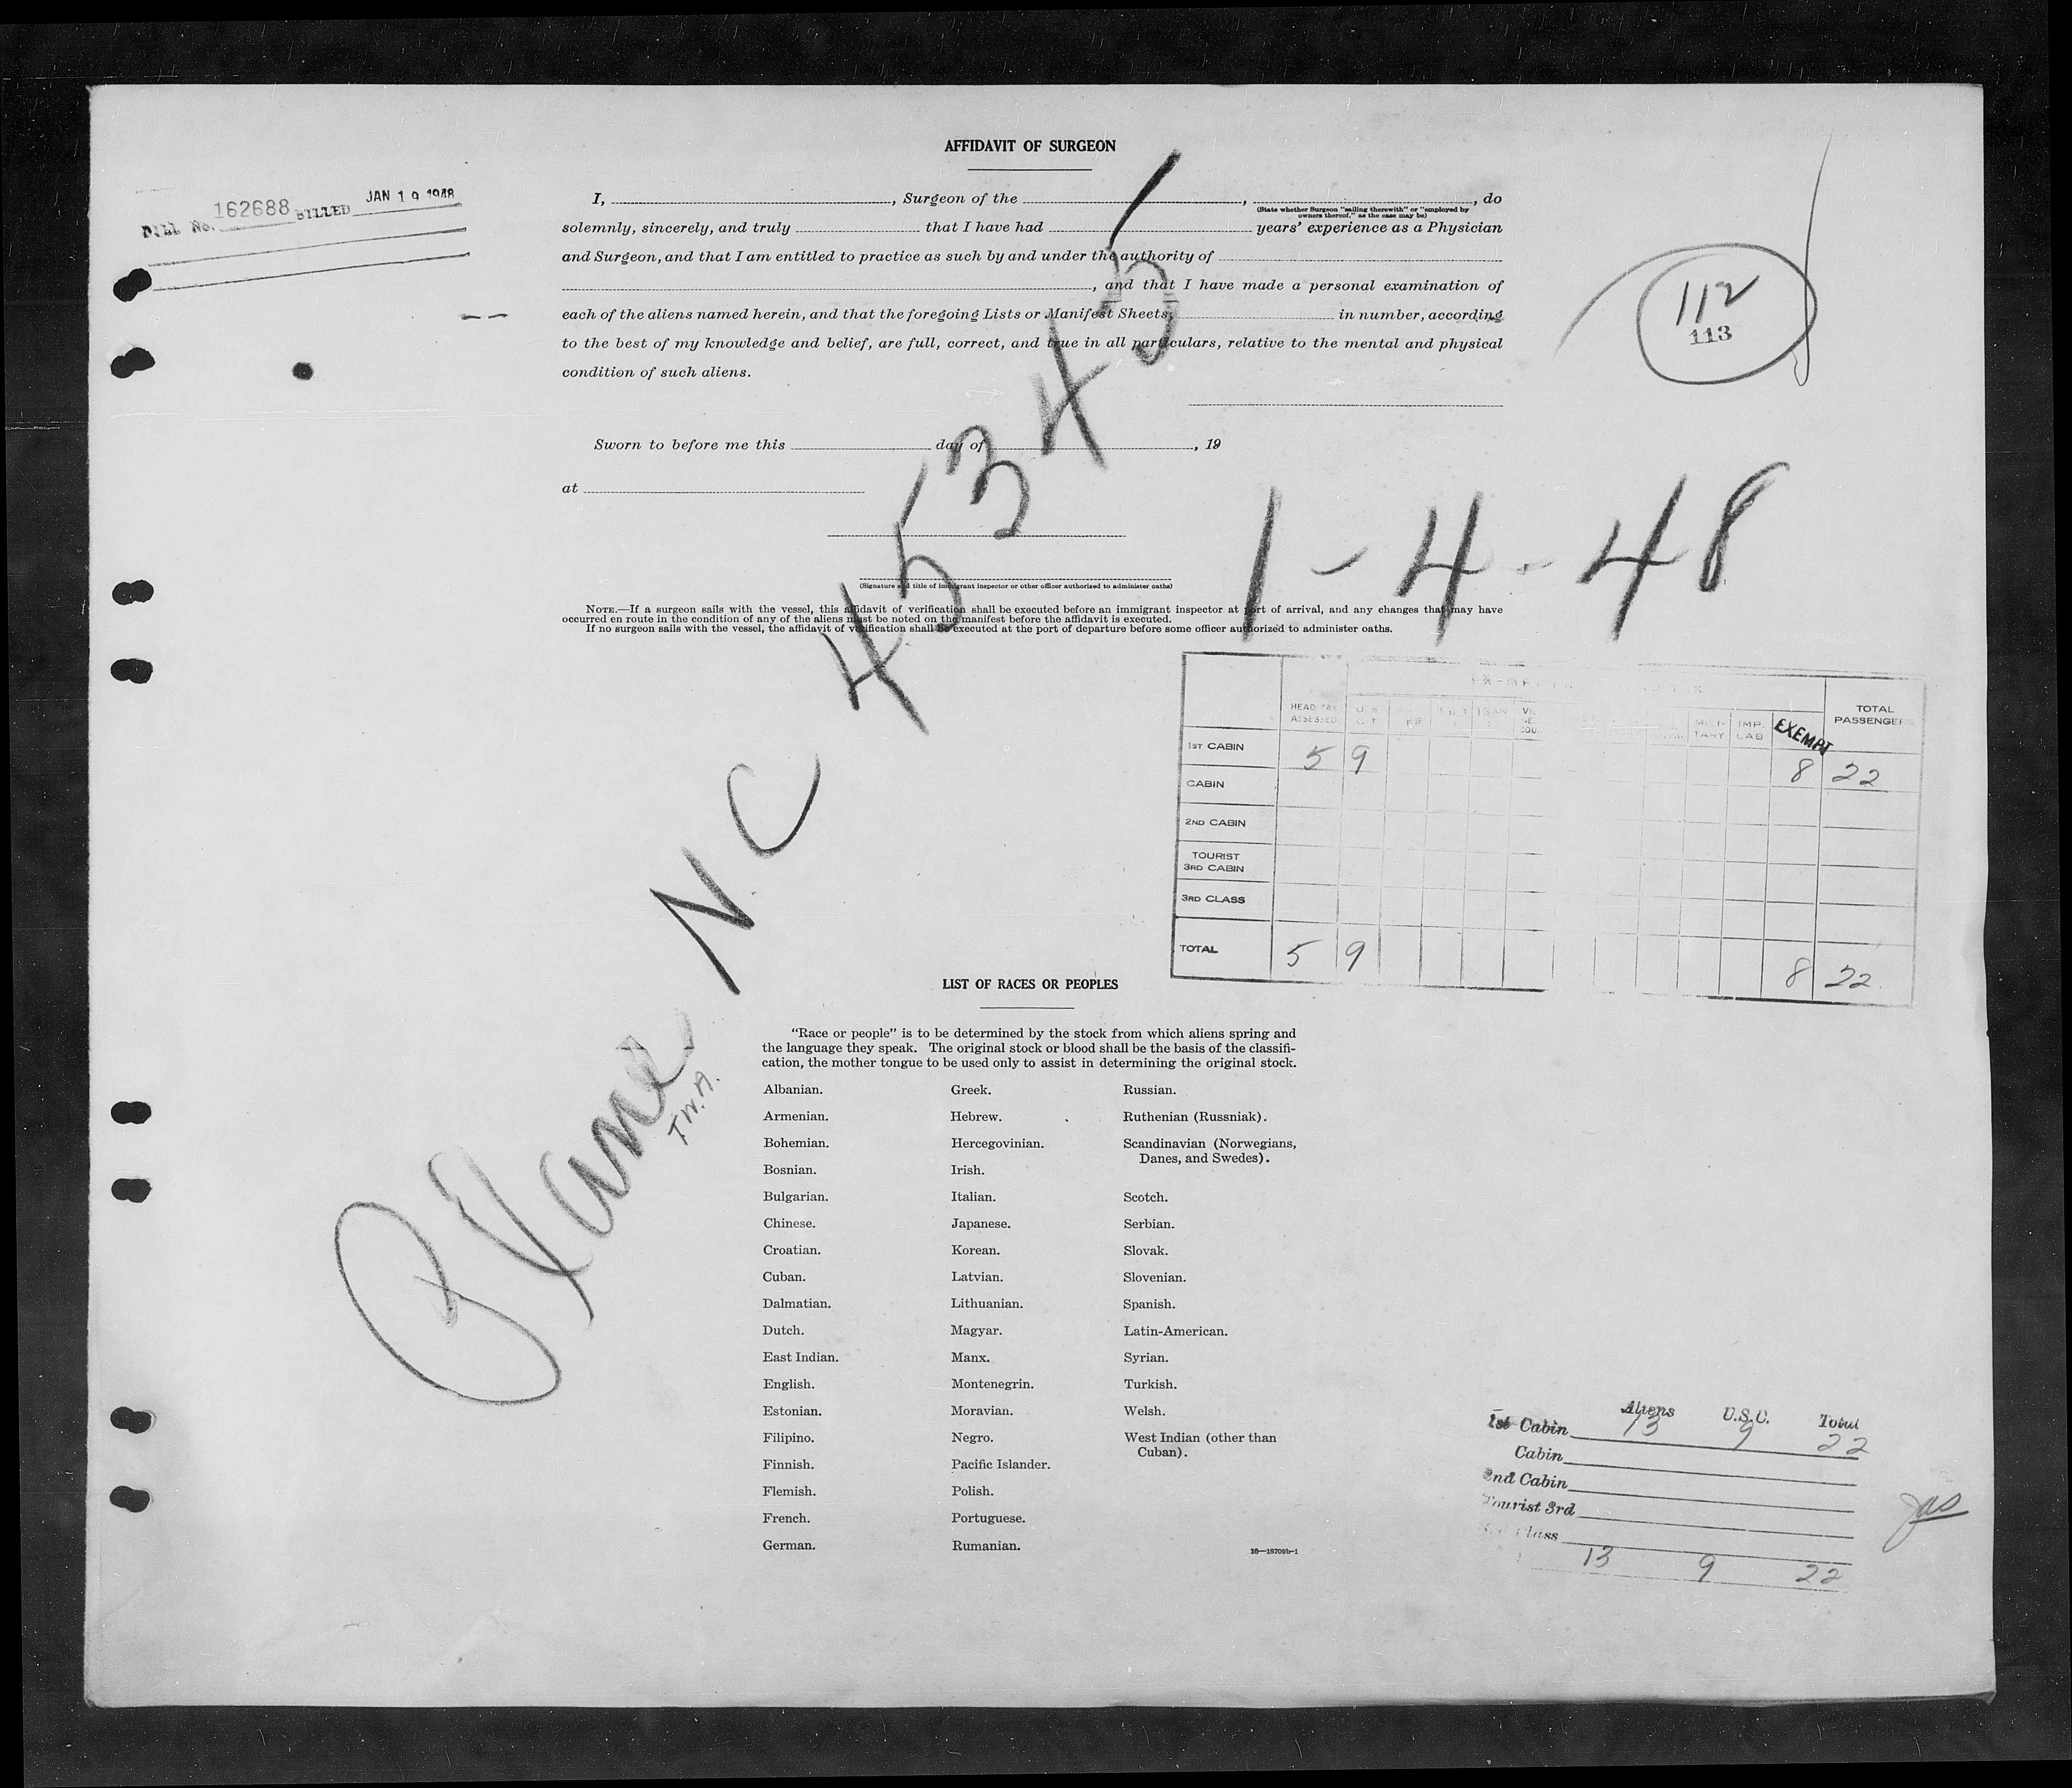 AFFIDAVIT OF SURGEON
BILL No. 162688 BILLED JAN 19 1948
I, , Surgeon of the , , do
(State whether Surgeon "sailing therewith" or "employed by
owners thereof," as the case may be)
solemnly, sincerely, and truly that I have had years' experience as a Physician
and Surgeon, and that I am entitled to practice as such by and under the authority of
, and that I have made a personal examination of
each of the aliens named herein, and that the foregoing Lists or Manifest Sheets, in number, according
to the best of my knowledge and belief, are full, correct, and true in all particulars, relative to the mental and physical
condition of such aliens.
112
113
Sworn to before me this day of , 19
at
(Signature and title of immigrant inspector or other officer authorized to administer oaths)
NOTE.—If a surgeon sails with the vessel, this affidavit of verification shall be executed before an immigrant inspector at port of arrival, and any changes that may have
occurred en route in the condition of any of the aliens must be noted on the manifest before the affidavit is executed.
If no surgeon sails with the vessel, the affidavit of verification shall be executed at the port of departure before some officer authorized to administer oaths.
Plane N.C 45345
/
T.W.A.
1-4-48
HEAD TAX ASSESSED U.S. CIT MILITARY IMP. LAB EXEMPT TOTAL PASSENGERS
1ST CABIN 5 9 8 22
CABIN
2ND CABIN
TOURIST
3RD CABIN
3RD CLASS
TOTAL 5 9 8 22
LIST OF RACES OR PEOPLES
"Race or people" is to be determined by the stock from which aliens spring and
the language they speak. The original stock or blood shall be the basis of the classifi-
cation, the mother tongue to be used only to assist in determining the original stock.
Albanian. Greek. Russian.
Armenian. Hebrew. Ruthenian (Russniak).
Bohemian. Hercegovinian. Scandinavian (Norwegians,
Danes, and Swedes).
Bosnian. Irish.
Bulgarian. Italian. Scotch.
Chinese. Japanese. Serbian.
Croatian. Korean. Slovak.
Cuban. Latvian. Slovenian.
Dalmatian. Lithuanian. Spanish.
Dutch. Magyar. Latin-American.
East Indian. Manx. Syrian.
English. Montenegrin. Turkish.
Estonian. Moravian. Welsh.
Filipino. Negro. West Indian (other than
Cuban).
Finnish. Pacific Islander.
Flemish. Polish.
French. Portuguese.
German. Rumanian.
16—18709b-1
Aliens U.S.C. Total
1st Cabin 13 9 22
Cabin
2nd Cabin
Tourist 3rd
Class
13 9 22